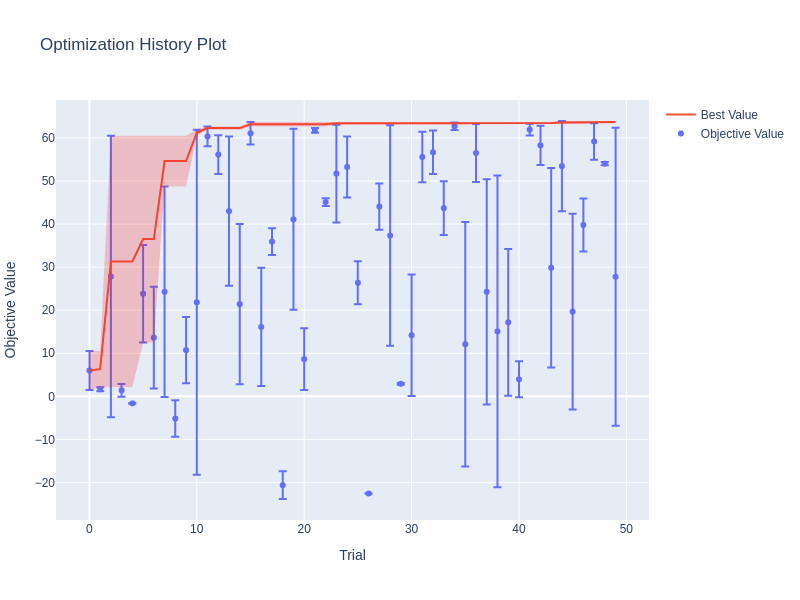 Optimization History Plot
Best Value
Objective Value
60
50
40
30
20
10
0
−10
−20
Objective Value
0 10 20 30 40 50
Trial